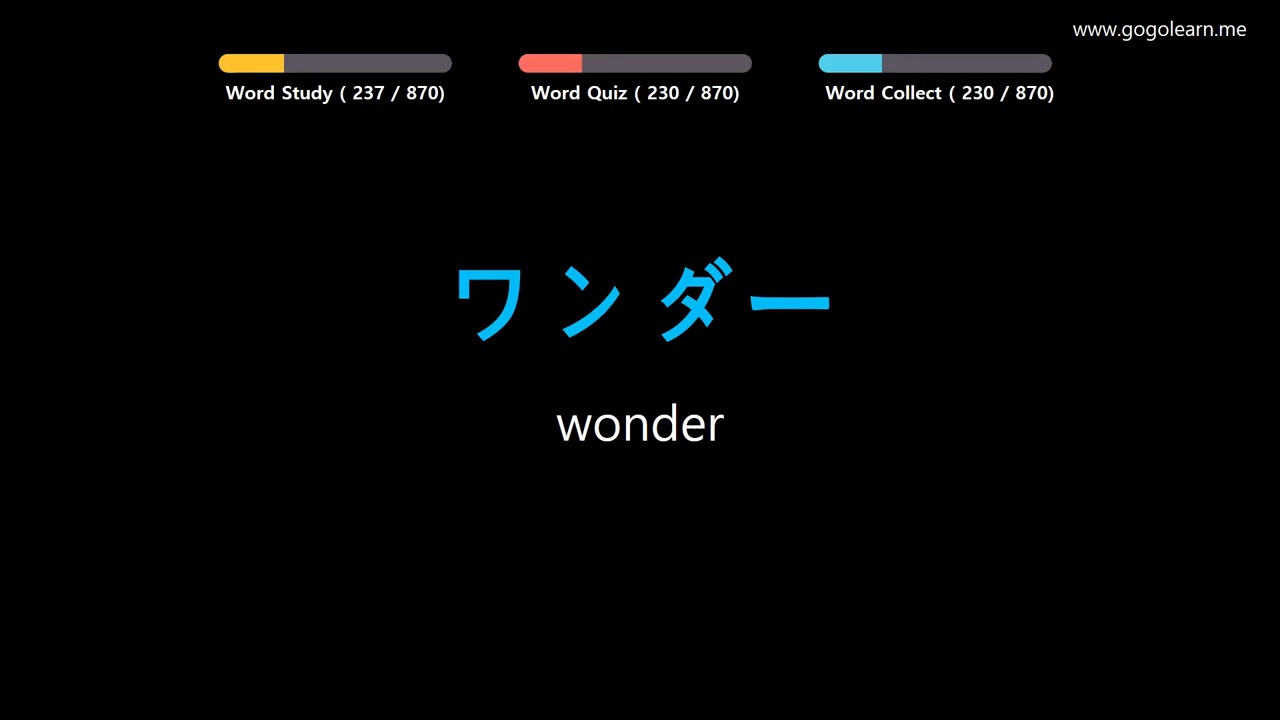 www.gogolearn.me
Word Study ( 237 / 870)
Word Quiz ( 230 / 870)
Word Collect ( 230 / 870)
ワンダー
wonder